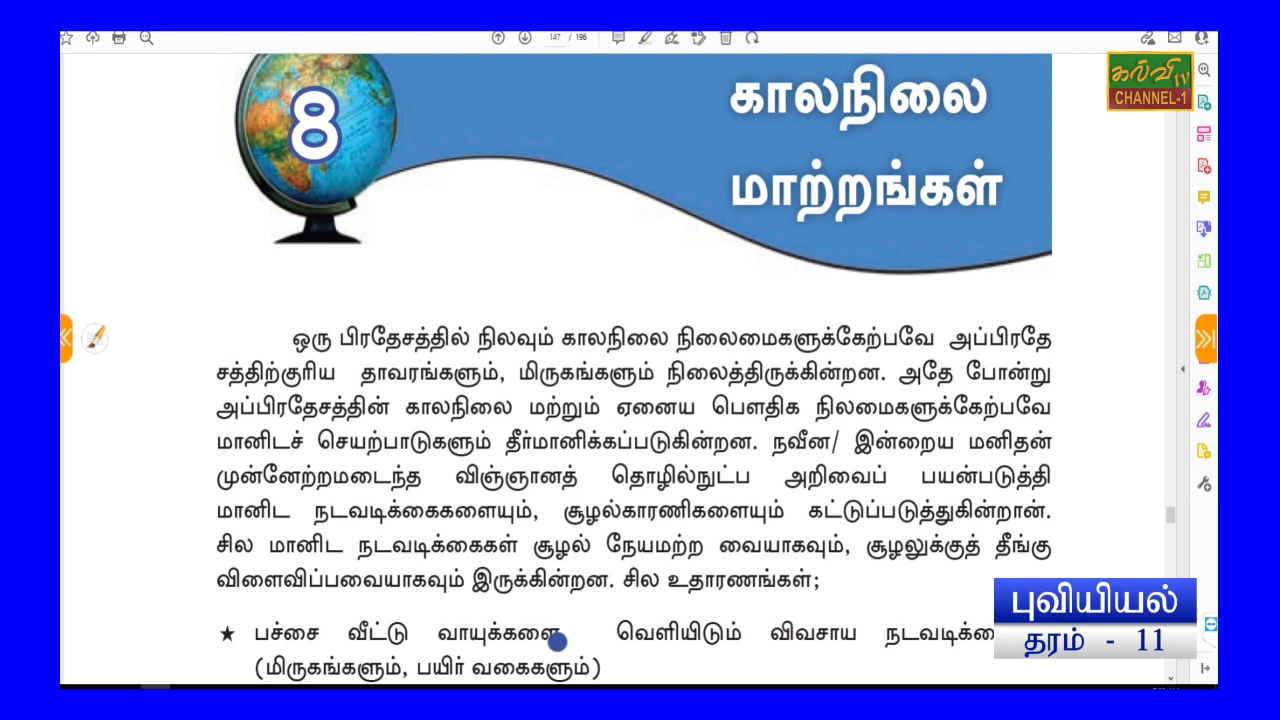 147 / 196
கல்வி TV
CHANNEL-1
8
காலநிலை
மாற்றங்கள்
ஒரு பிரதேசத்தில் நிலவும் காலநிலை நிலைமைகளுக்கேற்பவே அப்பிரதே
சத்திற்குரிய தாவரங்களும், மிருகங்களும் நிலைத்திருக்கின்றன. அதே போன்று
அப்பிரதேசத்தின் காலநிலை மற்றும் ஏனைய பௌதிக நிலமைகளுக்கேற்பவே
மானிடச் செயற்பாடுகளும் தீர்மானிக்கப்படுகின்றன. நவீன/ இன்றைய மனிதன்
முன்னேற்றமடைந்த விஞ்ஞானத் தொழில்நுட்ப அறிவைப் பயன்படுத்தி
மானிட நடவடிக்கைகளையும், சூழல்காரணிகளையும் கட்டுப்படுத்துகின்றான்.
சில மானிட நடவடிக்கைகள் சூழல் நேயமற்ற வையாகவும், சூழலுக்குத் தீங்கு
விளைவிப்பவையாகவும் இருக்கின்றன. சில உதாரணங்கள்;
★ பச்சை வீட்டு வாயுக்களை வெளியிடும் விவசாய
(மிருகங்களும், பயிர் வகைகளும்)
புவியியல்
தரம் - 11